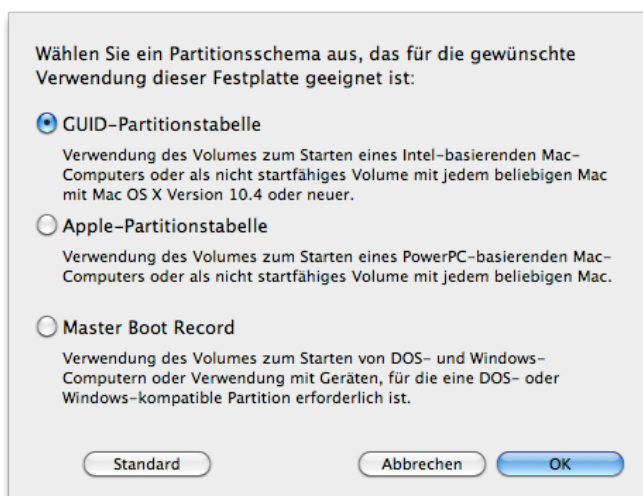 Wählen Sie ein Partitionsschema aus, das für die gewünschte
Verwendung dieser Festplatte geeignet ist:
GUID-Partitionstabelle
Verwendung des Volumes zum Starten eines Intel-basierenden Mac-
Computers oder als nicht startfähiges Volume mit jedem beliebigen Mac
mit Mac OS X Version 10.4 oder neuer.
Apple-Partitionstabelle
Verwendung des Volumes zum Starten eines PowerPC-basierenden Mac-
Computers oder als nicht startfähiges Volume mit jedem beliebigen Mac.
Master Boot Record
Verwendung des Volumes zum Starten von DOS- und Windows-
Computern oder Verwendung mit Geräten, für die eine DOS- oder
Windows-kompatible Partition erforderlich ist.
Standard Abbrechen OK